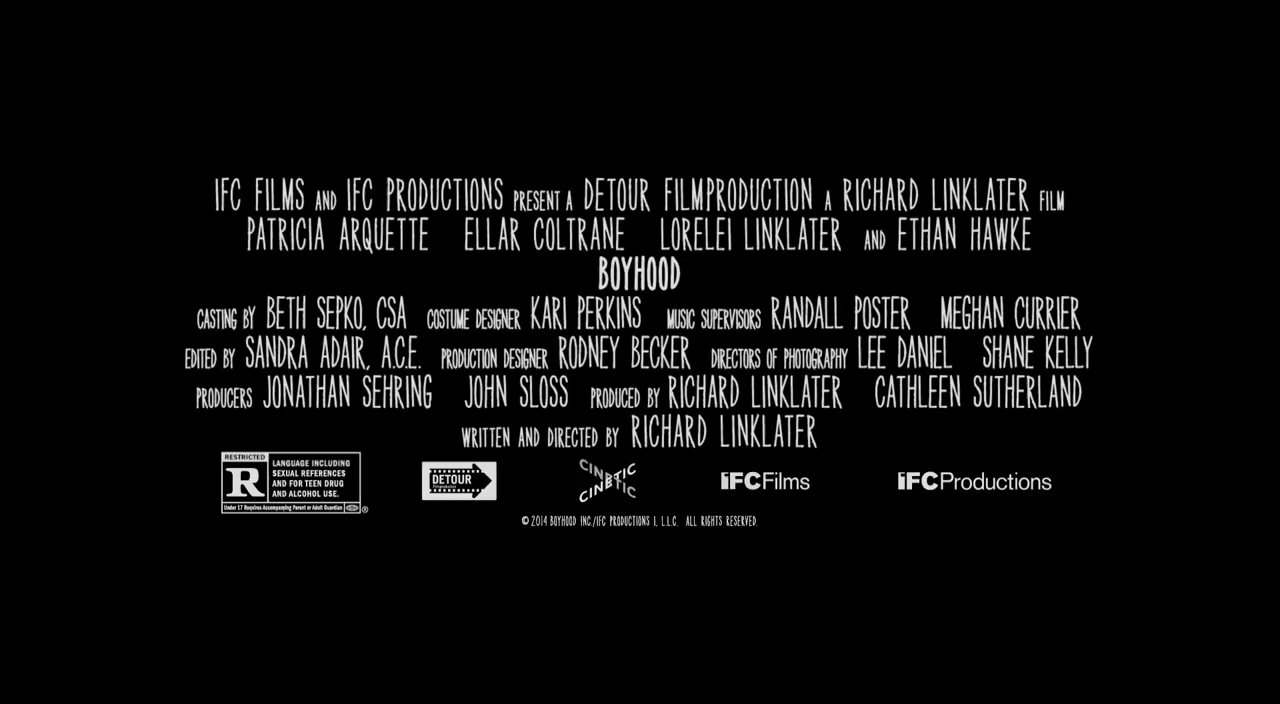 IFC FILMS AND IFC PRODUCTIONS PRESENT A DETOUR FILMPRODUCTION A RICHARD LINKLATER FILM
PATRICIA ARQUETTE ELLAR COLTRANE LORELEI LINKLATER AND ETHAN HAWKE
BOYHOOD
CASTING BY BETH SEPKO, CSA COSTUME DESIGNER KARI PERKINS MUSIC SUPERVISORS RANDALL POSTER MEGHAN CURRIER
EDITED BY SANDRA ADAIR, A.C.E. PRODUCTION DESIGNER RODNEY BECKER DIRECTORS OF PHOTOGRAPHY LEE DANIEL SHANE KELLY
PRODUCERS JONATHAN SEHRING JOHN SLOSS PRODUCED BY RICHARD LINKLATER CATHLEEN SUTHERLAND
WRITTEN AND DIRECTED BY RICHARD LINKLATER
RESTRICTED
R
LANGUAGE INCLUDING
SEXUAL REFERENCES
AND FOR TEEN DRUG
AND ALCOHOL USE.
Under 17 Requires Accompanying Parent or Adult Guardian ®
DETOUR
Filmproduction
CINETIC
CINETIC
IFCFilms
IFCProductions
© 2014 BOYHOOD INC./IFC PRODUCTIONS I, L.L.C. ALL RIGHTS RESERVED.